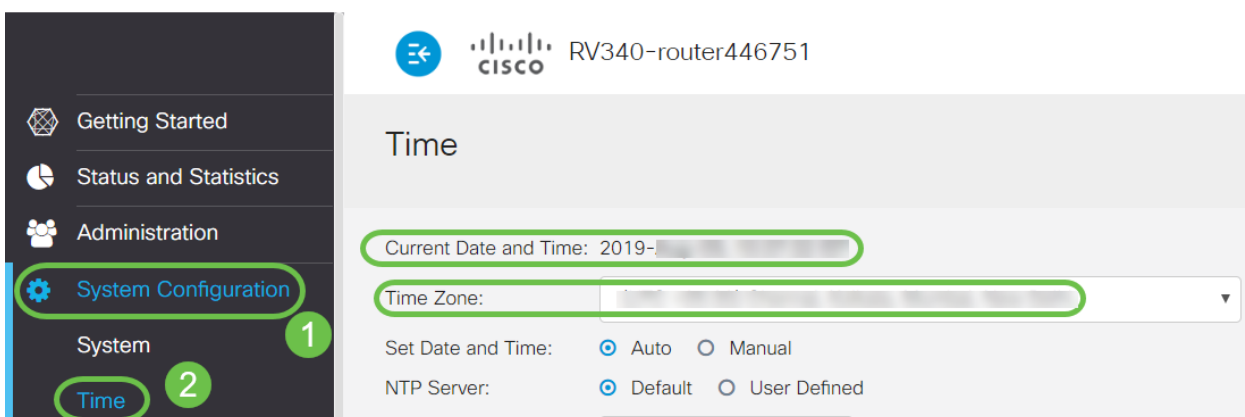 CISCO
RV340-router446751
Getting Started
Status and Statistics
Administration
System Configuration
1
System
2
Time
Time
Current Date and Time: 2019-
Time Zone:
Set Date and Time: Auto Manual
NTP Server: Default User Defined